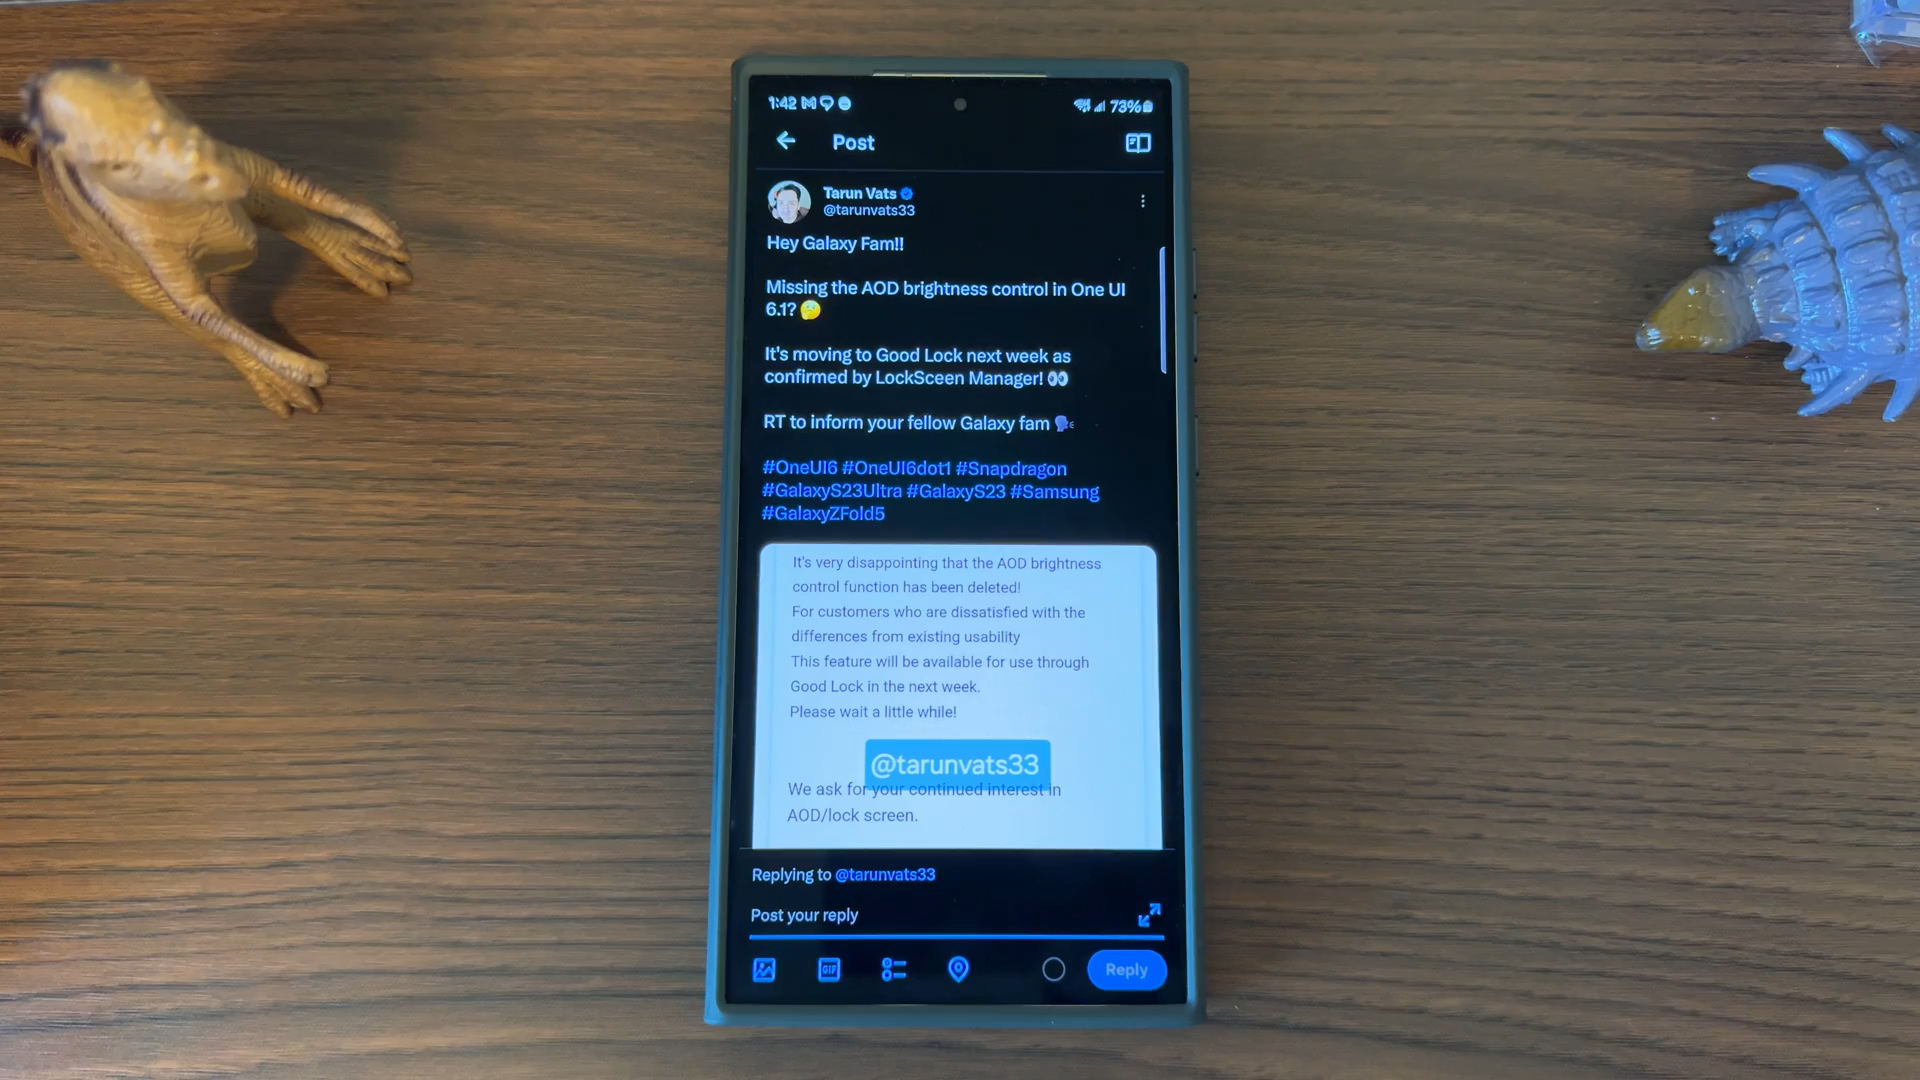 1:42
73%
Post
Tarun Vats
@tarunvats33
Hey Galaxy Fam!!
Missing the AOD brightness control in One UI
6.1? 🤔
It's moving to Good Lock next week as
confirmed by LockSceen Manager! 👀
RT to inform your fellow Galaxy fam 🗣️
#OneUI6 #OneUI6dot1 #Snapdragon
#GalaxyS23Ultra #GalaxyS23 #Samsung
#GalaxyZFold5
It's very disappointing that the AOD brightness
control function has been deleted!
For customers who are dissatisfied with the
differences from existing usability
This feature will be available for use through
Good Lock in the next week.
Please wait a little while!
@tarunvats33
We ask for your continued interest in
AOD/lock screen.
Replying to @tarunvats33
Post your reply
GIF
Reply